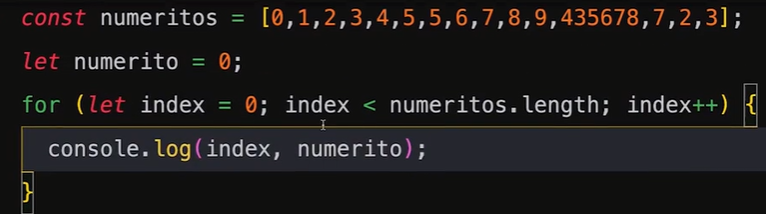 const numeritos = [0,1,2,3,4,5,5,6,7,8,9,435678,7,2,3];
let numerito = 0;
for (let index = 0; index < numeritos.length; index++) {
console.log(index, numerito);
}